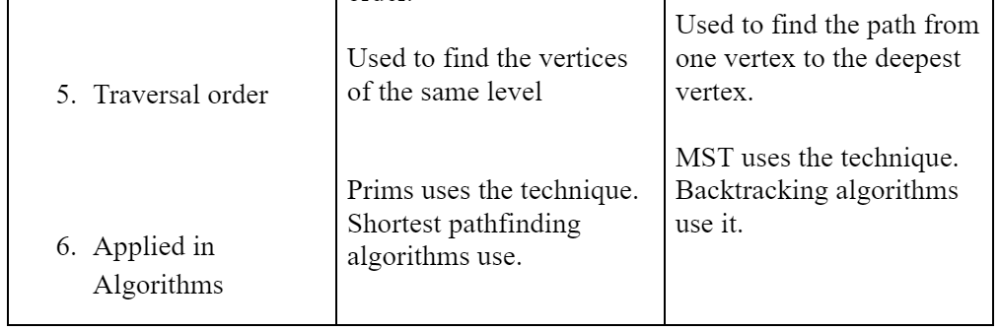 5. Traversal order
Used to find the vertices
of the same level
Used to find the path from
one vertex to the deepest
vertex.
6. Applied in
Algorithms
Prims uses the technique.
Shortest pathfinding
algorithms use.
MST uses the technique.
Backtracking algorithms
use it.